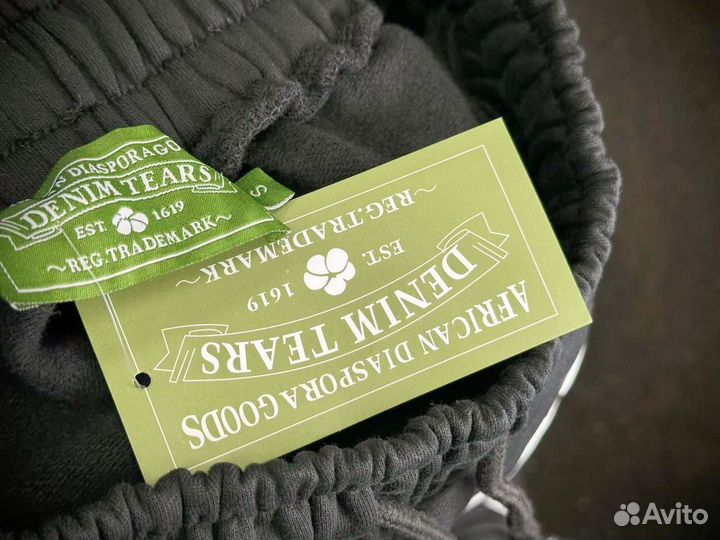 N DIASPORA GO
DENIM TEARS
EST. 1619
~REG.TRADEMARK~
S
AFRICAN DIASPORA GOODS
DENIM TEARS
EST. 1619
~REG.TRADEMARK~
Avito